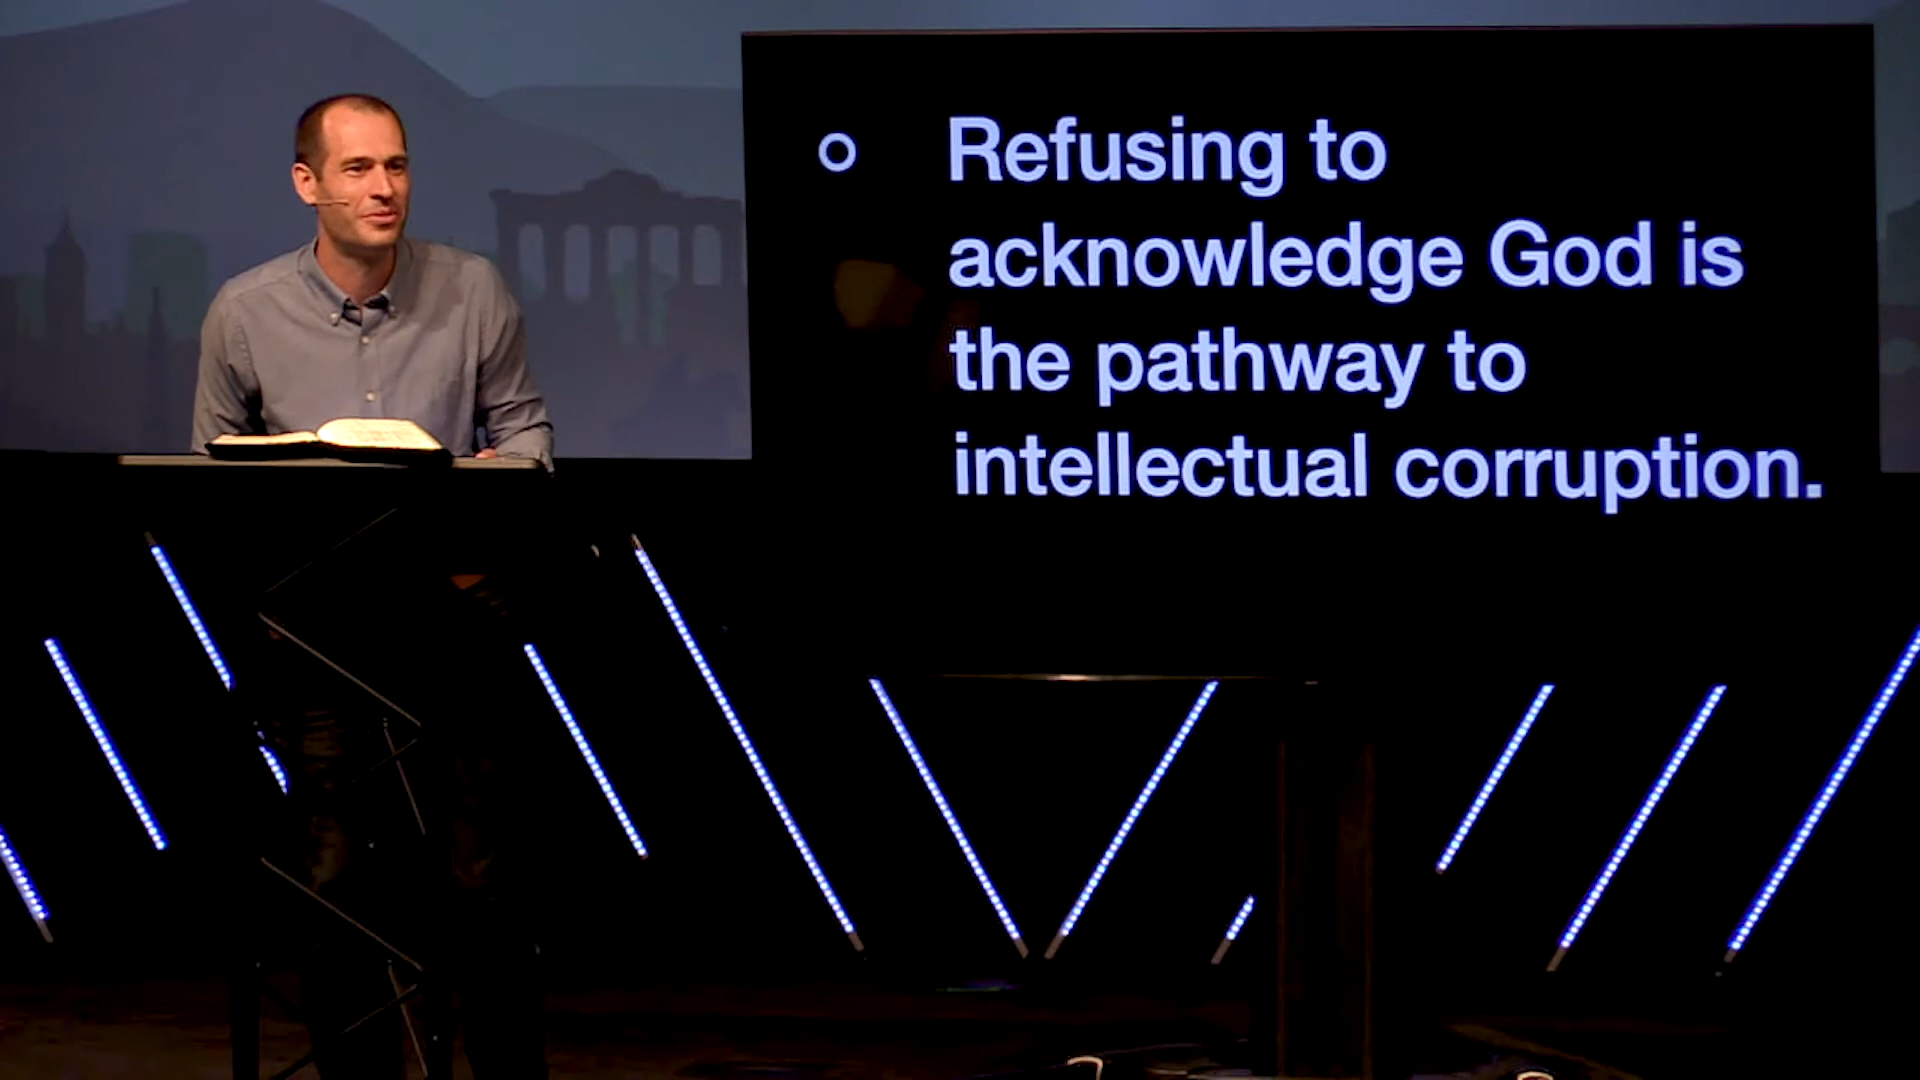 Refusing to
acknowledge God is
the pathway to
intellectual corruption.